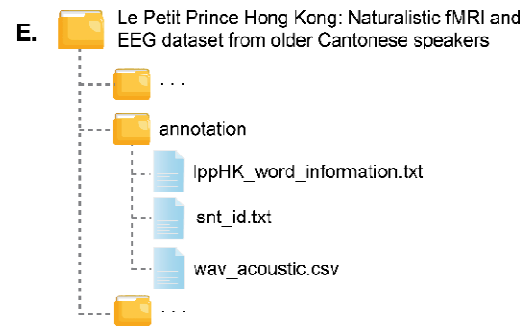 E. Le Petit Prince Hong Kong: Naturalistic fMRI and
EEG dataset from older Cantonese speakers
. . .
annotation
lppHK_word_information.txt
snt_id.txt
wav_acoustic.csv
. . .